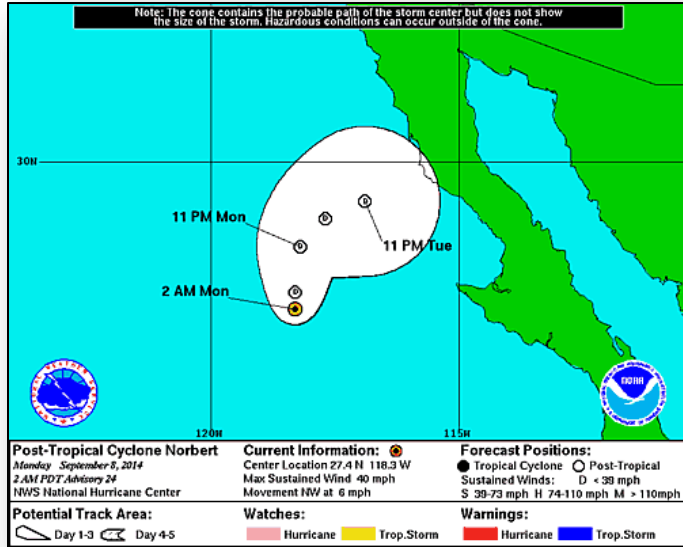 Note: The cone contains the probable path of the storm center but does not show
the size of the storm. Hazardous conditions can occur outside of the cone.
30N
11 PM Mon
D
D
D
11 PM Tue
2 AM Mon
D
NATIONAL WEATHER SERVICE
NOAA
120W
115W
Post-Tropical Cyclone Norbert
Monday September 8, 2014
2 AM PDT Advisory 24
NWS National Hurricane Center
Current Information:
Center Location 27.4 N 118.3 W
Max Sustained Wind 40 mph
Movement NW at 6 mph
Forecast Positions:
Tropical Cyclone Post-Tropical
Sustained Winds: D < 39 mph
S 39-73 mph H 74-110 mph M > 110mph
Potential Track Area:
Day 1-3 Day 4-5
Watches:
Hurricane Trop.Storm
Warnings:
Hurricane Trop.Storm